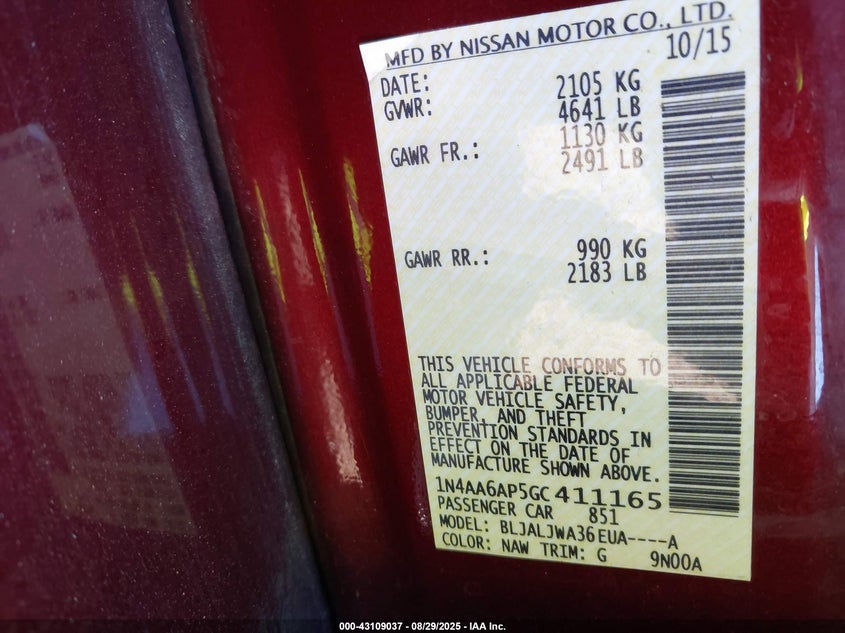 MFD BY NISSAN MOTOR CO., LTD.
DATE: 10/15
GVWR: 2105 KG
4641 LB
GAWR FR.: 1130 KG
2491 LB
GAWR RR.: 990 KG
2183 LB
THIS VEHICLE CONFORMS TO
ALL APPLICABLE FEDERAL
MOTOR VEHICLE SAFETY,
BUMPER, AND THEFT
PREVENTION STANDARDS IN
EFFECT ON THE DATE OF
MANUFACTURE SHOWN ABOVE.
1N4AA6AP5GC411165
PASSENGER CAR 851
MODEL: BLJALJWA36EUA----A
COLOR: NAW TRIM: G 9N00A
000-43109037 - 08/29/2025 - IAA Inc.